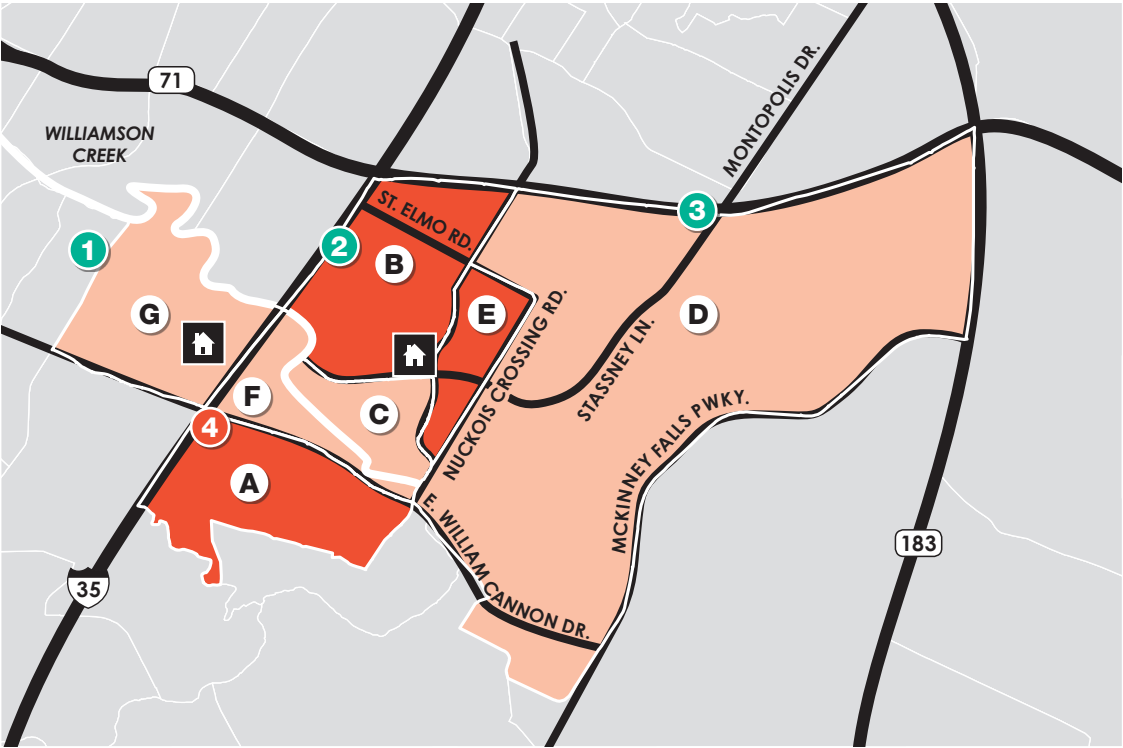 71
WILLIAMSON
CREEK
MONTOPOLIS DR.
ST. ELMO RD.
1
2
3
B
G
E
D
NUCKOIS CROSSING RD.
STASSNEY LN.
F
C
4
MCKINNEY FALLS PWKY.
A
E. WILLIAM CANNON DR.
183
35